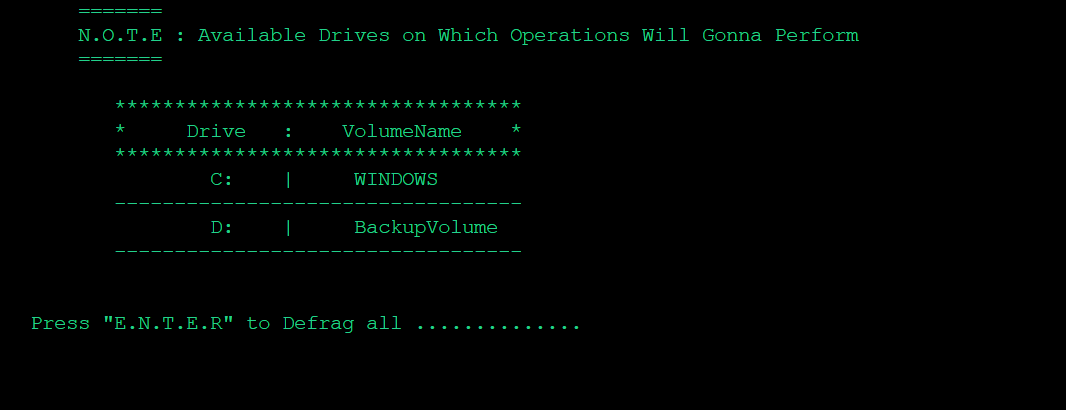 =======
N.O.T.E : Available Drives on Which Operations Will Gonna Perform
=======
**********************************
*     Drive   :    VolumeName    *
**********************************
C:    |     WINDOWS
----------------------------------
D:    |     BackupVolume
----------------------------------
Press "E.N.T.E.R" to Defrag all ..............